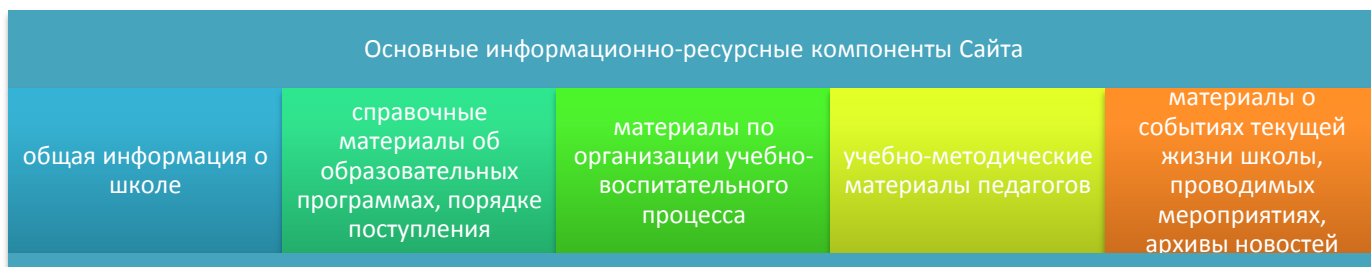 Основные информационно-ресурсные компоненты Сайта
общая информация о
школе
справочные
материалы об
образовательных
программах, порядке
поступления
материалы по
организации учебно-
воспитательного
процесса
учебно-методические
материалы педагогов
материалы о
событиях текущей
жизни школы,
проводимых
мероприятиях,
архивы новостей